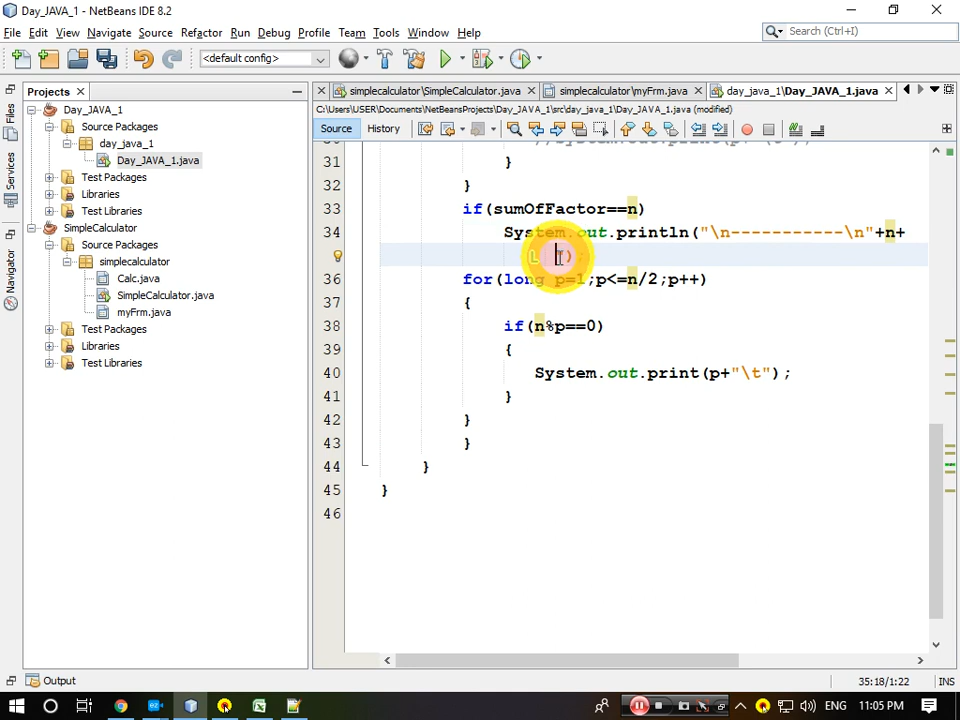 Day_JAVA_1 - NetBeans IDE 8.2
File Edit View Navigate Source Refactor Run Debug Profile Team Tools Window Help
Search (Ctrl+I)
<default config>
Projects
simplecalculator\SimpleCalculator.java
simplecalculator\myFrm.java
day_java_1\Day_JAVA_1.java
C:\Users\USER\Documents\NetBeansProjects\Day_JAVA_1\src\day_java_1\Day_JAVA_1.java (modified)
Source History
Files
Services
Navigator
Day_JAVA_1
Source Packages
day_java_1
Day_JAVA_1.java
Test Packages
Libraries
Test Libraries
SimpleCalculator
Source Packages
simplecalculator
Calc.java
SimpleCalculator.java
myFrm.java
Test Packages
Libraries
Test Libraries
31 }
32 }
33 if(sumOfFactor==n)
34 System.out.println("\n-----------\n"+n+
36 for(long p=1;p<=n/2;p++)
37 {
38 if(n%p==0)
39 {
40 System.out.print(p+"\t");
41 }
42 }
43 }
44 }
45 }
46
Output
35:18/1:22 INS
ENG 11:05 PM